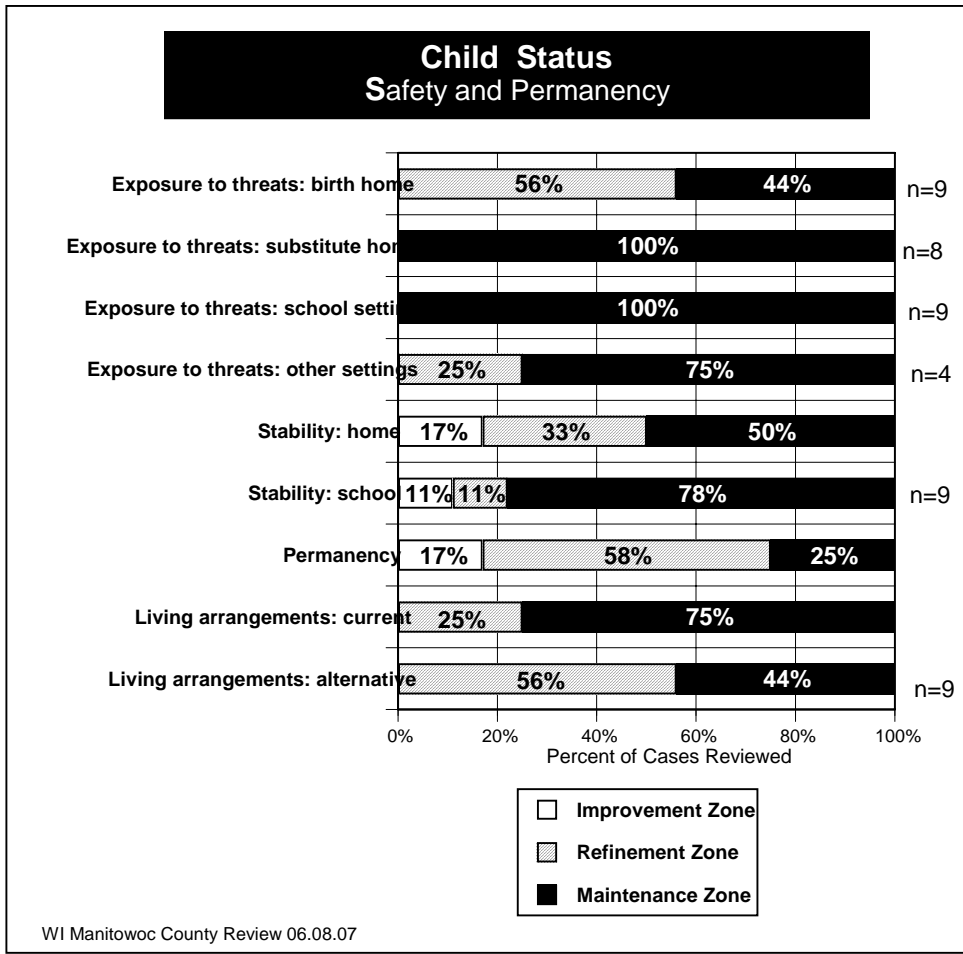 Child Status
Safety and Permanency
Exposure to threats: birth home 56% 44% n=9
Exposure to threats: substitute hom 100% n=8
Exposure to threats: school settin 100% n=9
Exposure to threats: other settings 25% 75% n=4
Stability: home 17% 33% 50%
Stability: school 11% 11% 78% n=9
Permanency 17% 58% 25%
Living arrangements: current 25% 75%
Living arrangements: alternative 56% 44% n=9
0% 20% 40% 60% 80% 100%
Percent of Cases Reviewed
Improvement Zone
Refinement Zone
Maintenance Zone
WI Manitowoc County Review 06.08.07